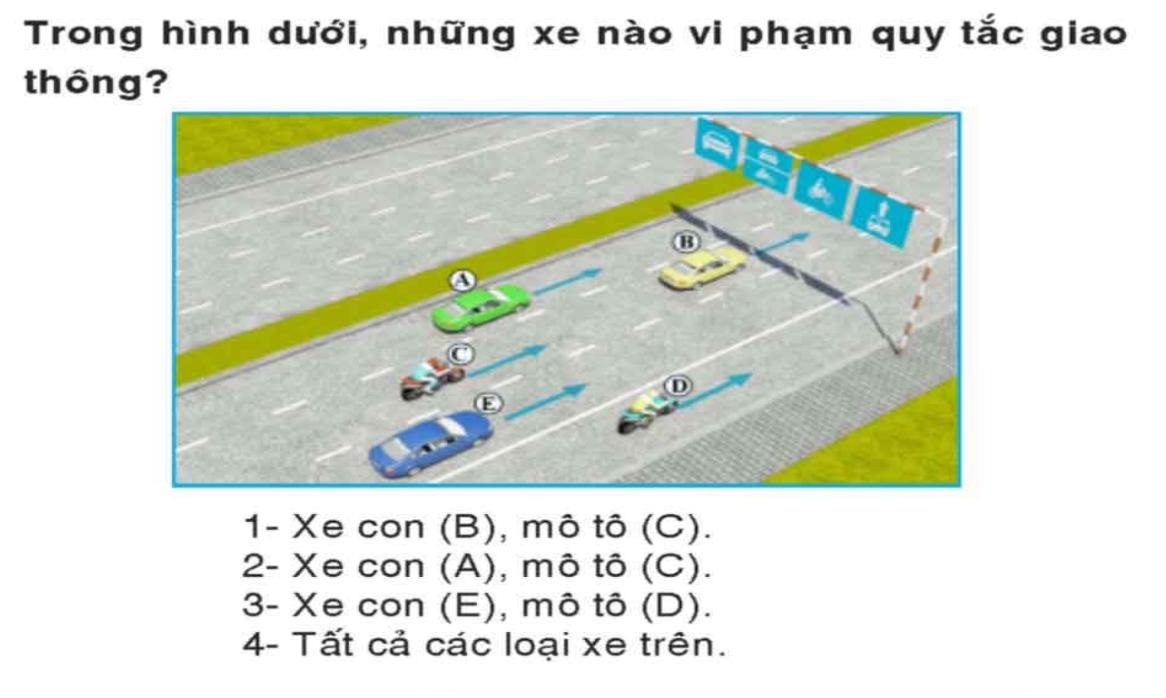 Trong hình dưới, những xe nào vi phạm quy tắc giao
thông?
A
B
C
E
D
1- Xe con (B), mô tô (C).
2- Xe con (A), mô tô (C).
3- Xe con (E), mô tô (D).
4- Tất cả các loại xe trên.